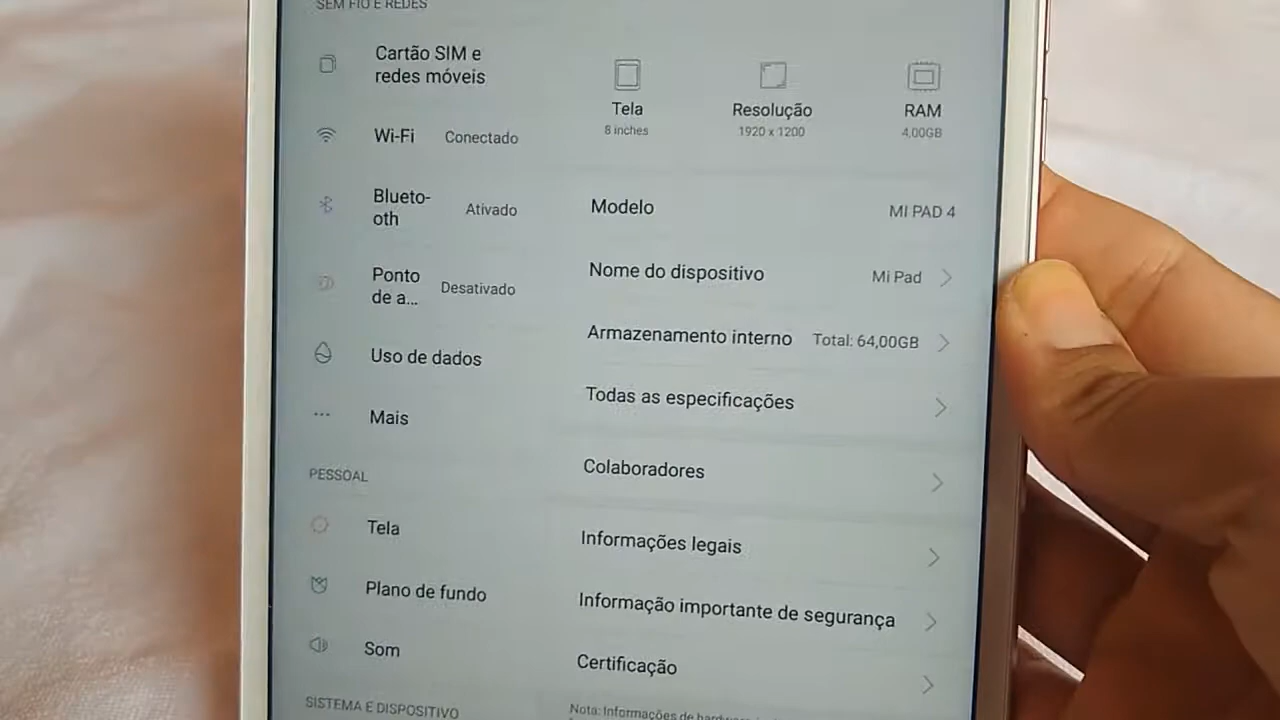 SEM FIO E REDES
Cartão SIM e
redes móveis
Wi-Fi Conectado
Blueto-
oth
Ativado
Ponto
de a...
Desativado
Uso de dados
... Mais
PESSOAL
Tela
Plano de fundo
Som
SISTEMA E DISPOSITIVO
Tela
8 inches
Resolução
1920 x 1200
RAM
4,00GB
Modelo MI PAD 4
Nome do dispositivo Mi Pad
Armazenamento interno Total: 64,00GB
Todas as especificações
Colaboradores
Informações legais
Informação importante de segurança
Certificação
Nota: Informações de